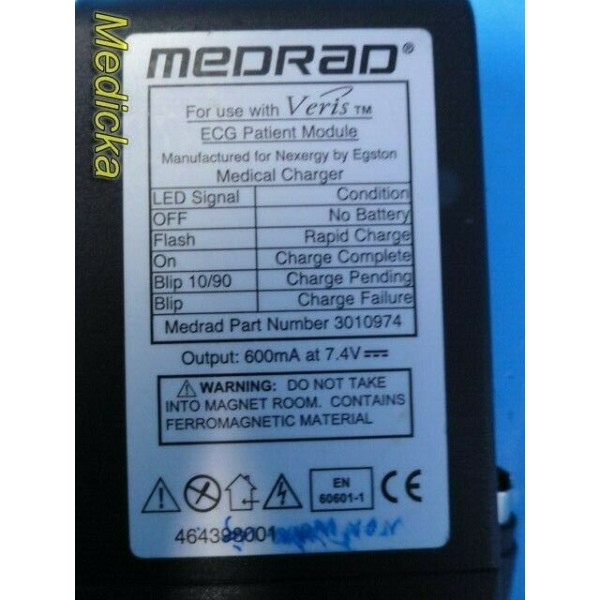 Medicka
MEDRAD®
For use with Veris TM
ECG Patient Module
Manufactured for Nexergy by Egston
Medical Charger
LED Signal Condition
OFF No Battery
Flash Rapid Charge
On Charge Complete
Blip 10/90 Charge Pending
Blip Charge Failure
Medrad Part Number 3010974
Output: 600mA at 7.4V
WARNING: DO NOT TAKE
INTO MAGNET ROOM. CONTAINS
FERROMAGNETIC MATERIAL
EN
60601-1
CE
464398001